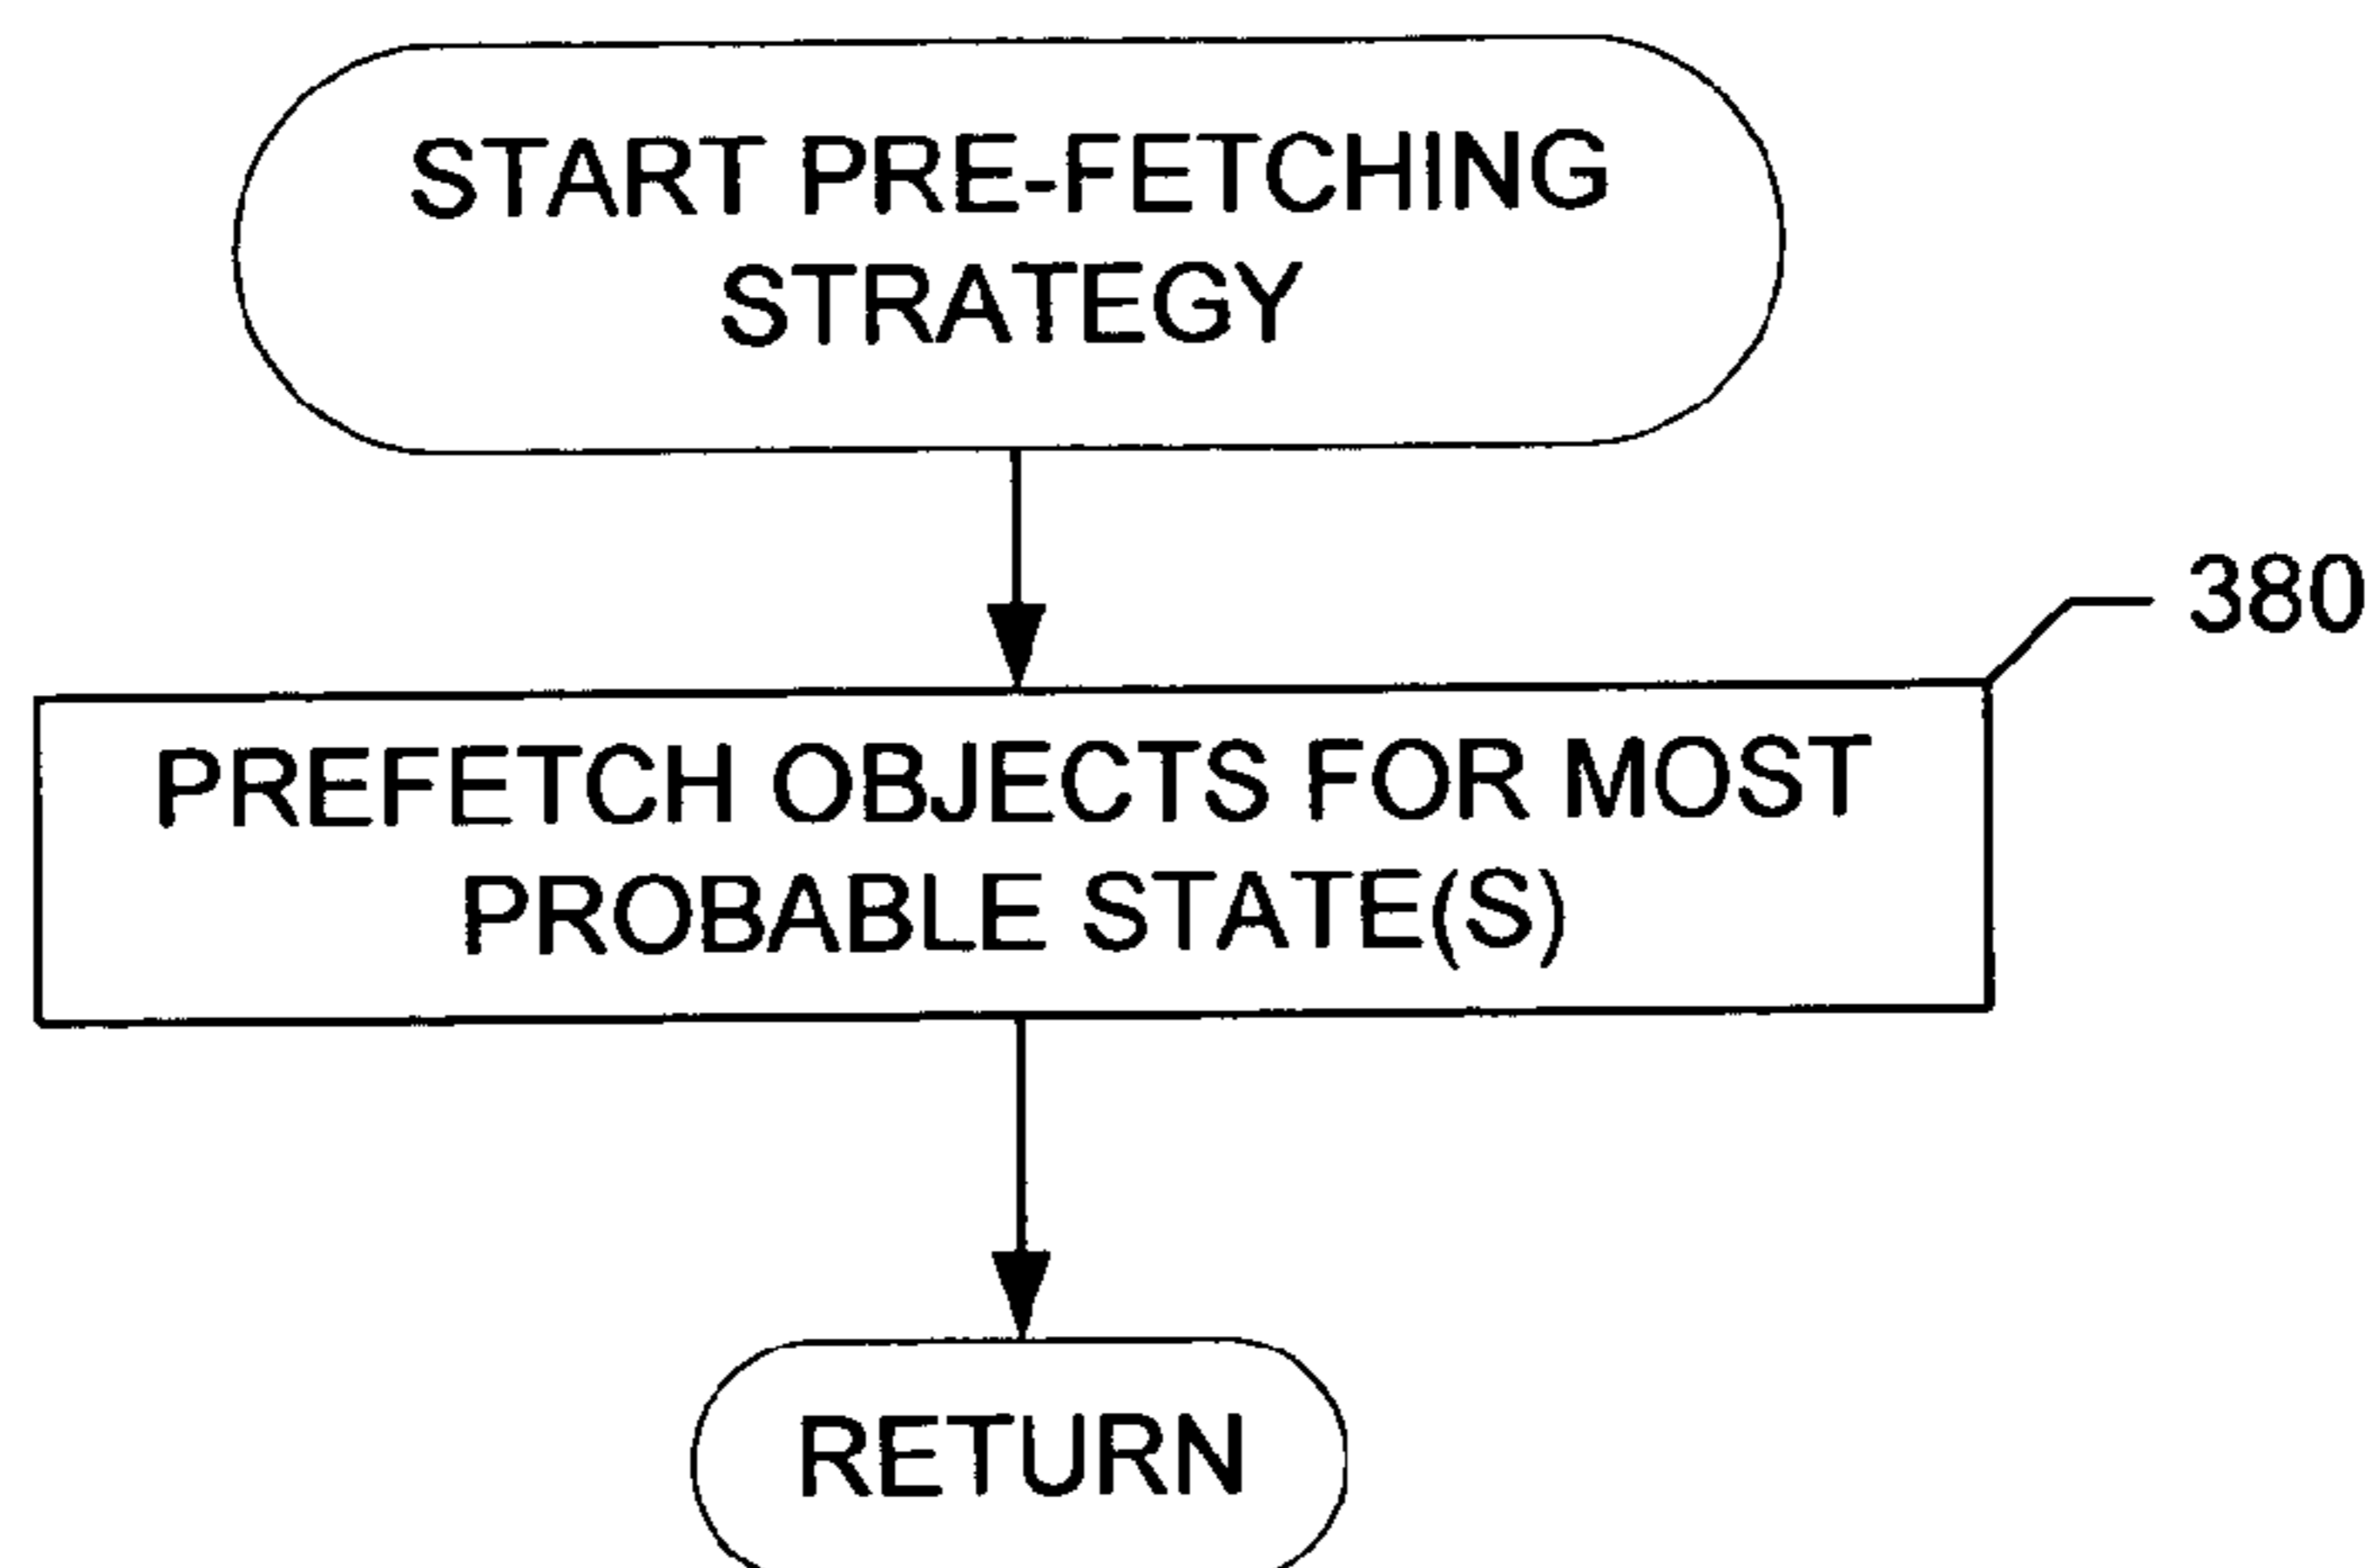 START PRE-FETCHING
STRATEGY
380
PREFETCH OBJECTS FOR MOST
PROBABLE STATE(S)
RETURN